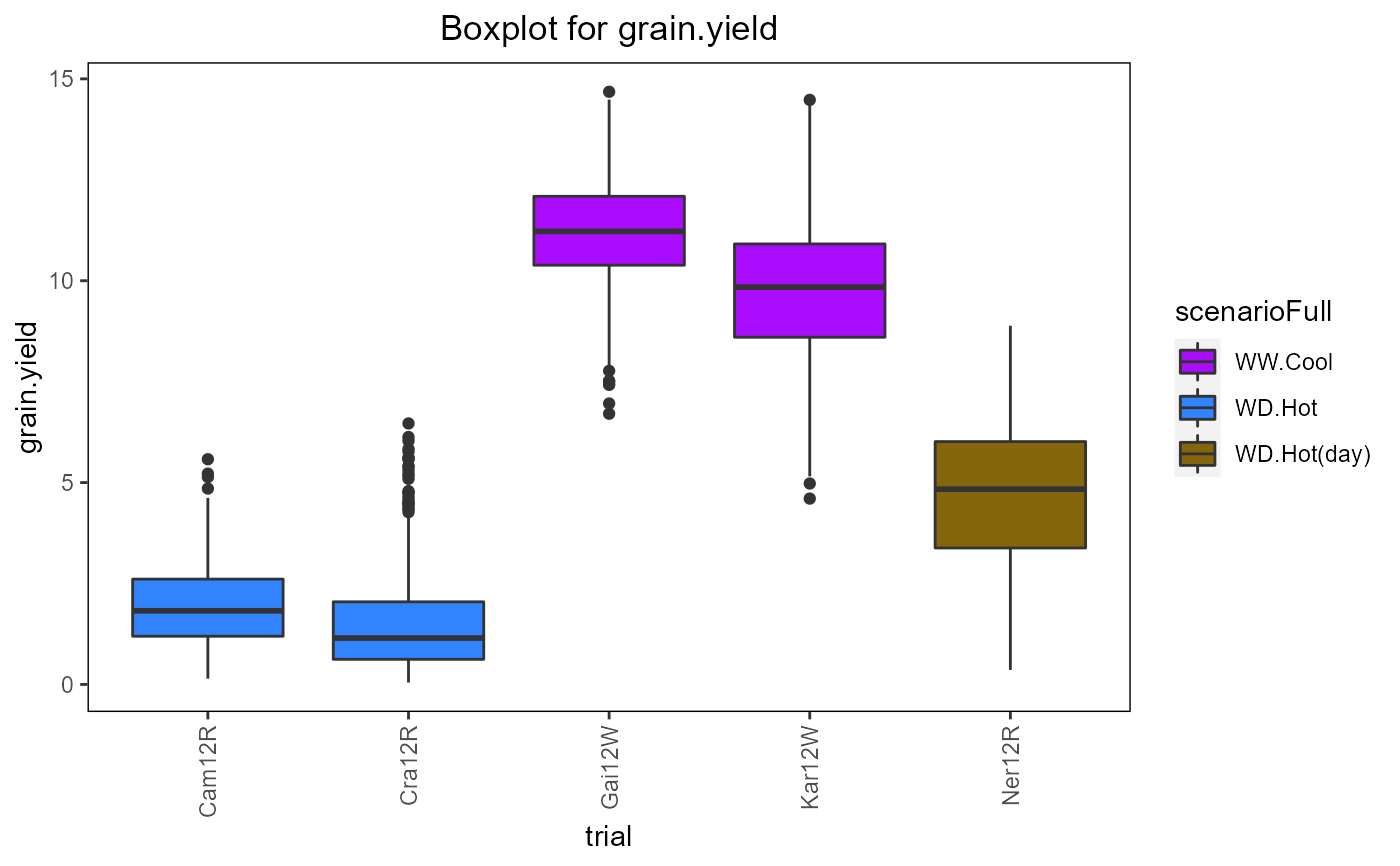 Boxplot for grain.yield
15
10
5
0
grain.yield
Cam12R
Cra12R
Gai12W
Kar12W
Ner12R
trial
scenarioFull
WW.Cool
WD.Hot
WD.Hot(day)